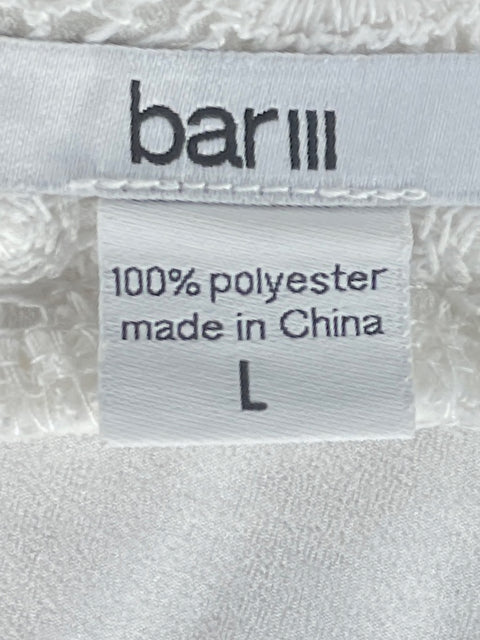 bar III
100% polyester
made in China
L